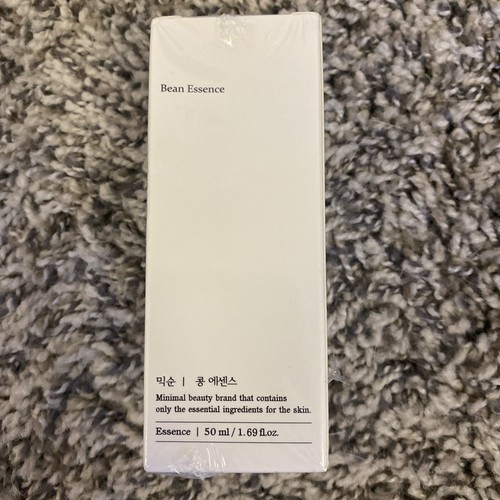 Bean Essence
믹순 | 콩 에센스
Minimal beauty brand that contains
only the essential ingredients for the skin.
Essence | 50 ml / 1.69 fl.oz.